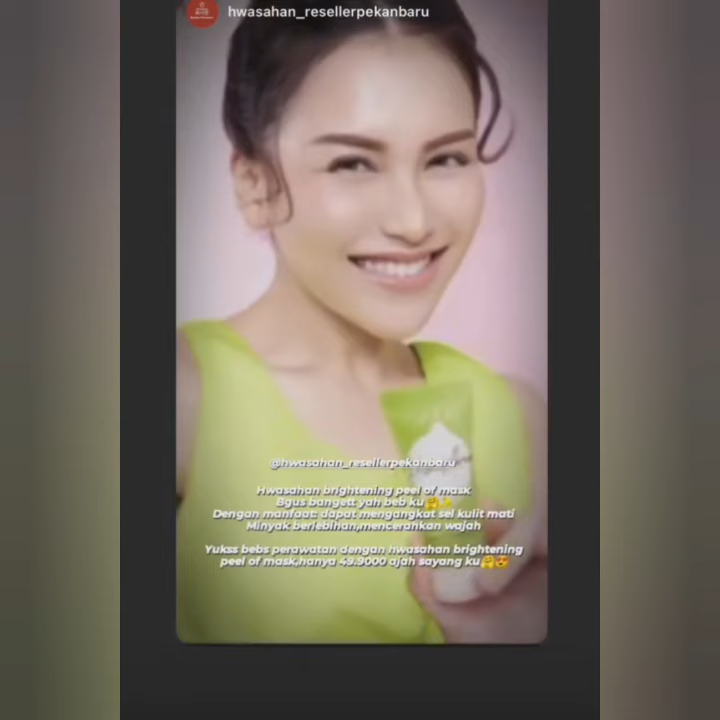 hwasahan_resellerpekanbaru
@hwasahan_resellerpekanbaru
Hwasahan brightening peel of mask
Bgus bangett yah beb ku🤗✨
Dengan manfaat: dapat mengangkat sel kulit mati
Minyak berlebihan,mencerahkan wajah
Yukss bebs perawatan dengan hwasahan brightening
peel of mask,hanya 49.9000 ajah sayang ku🤗😍